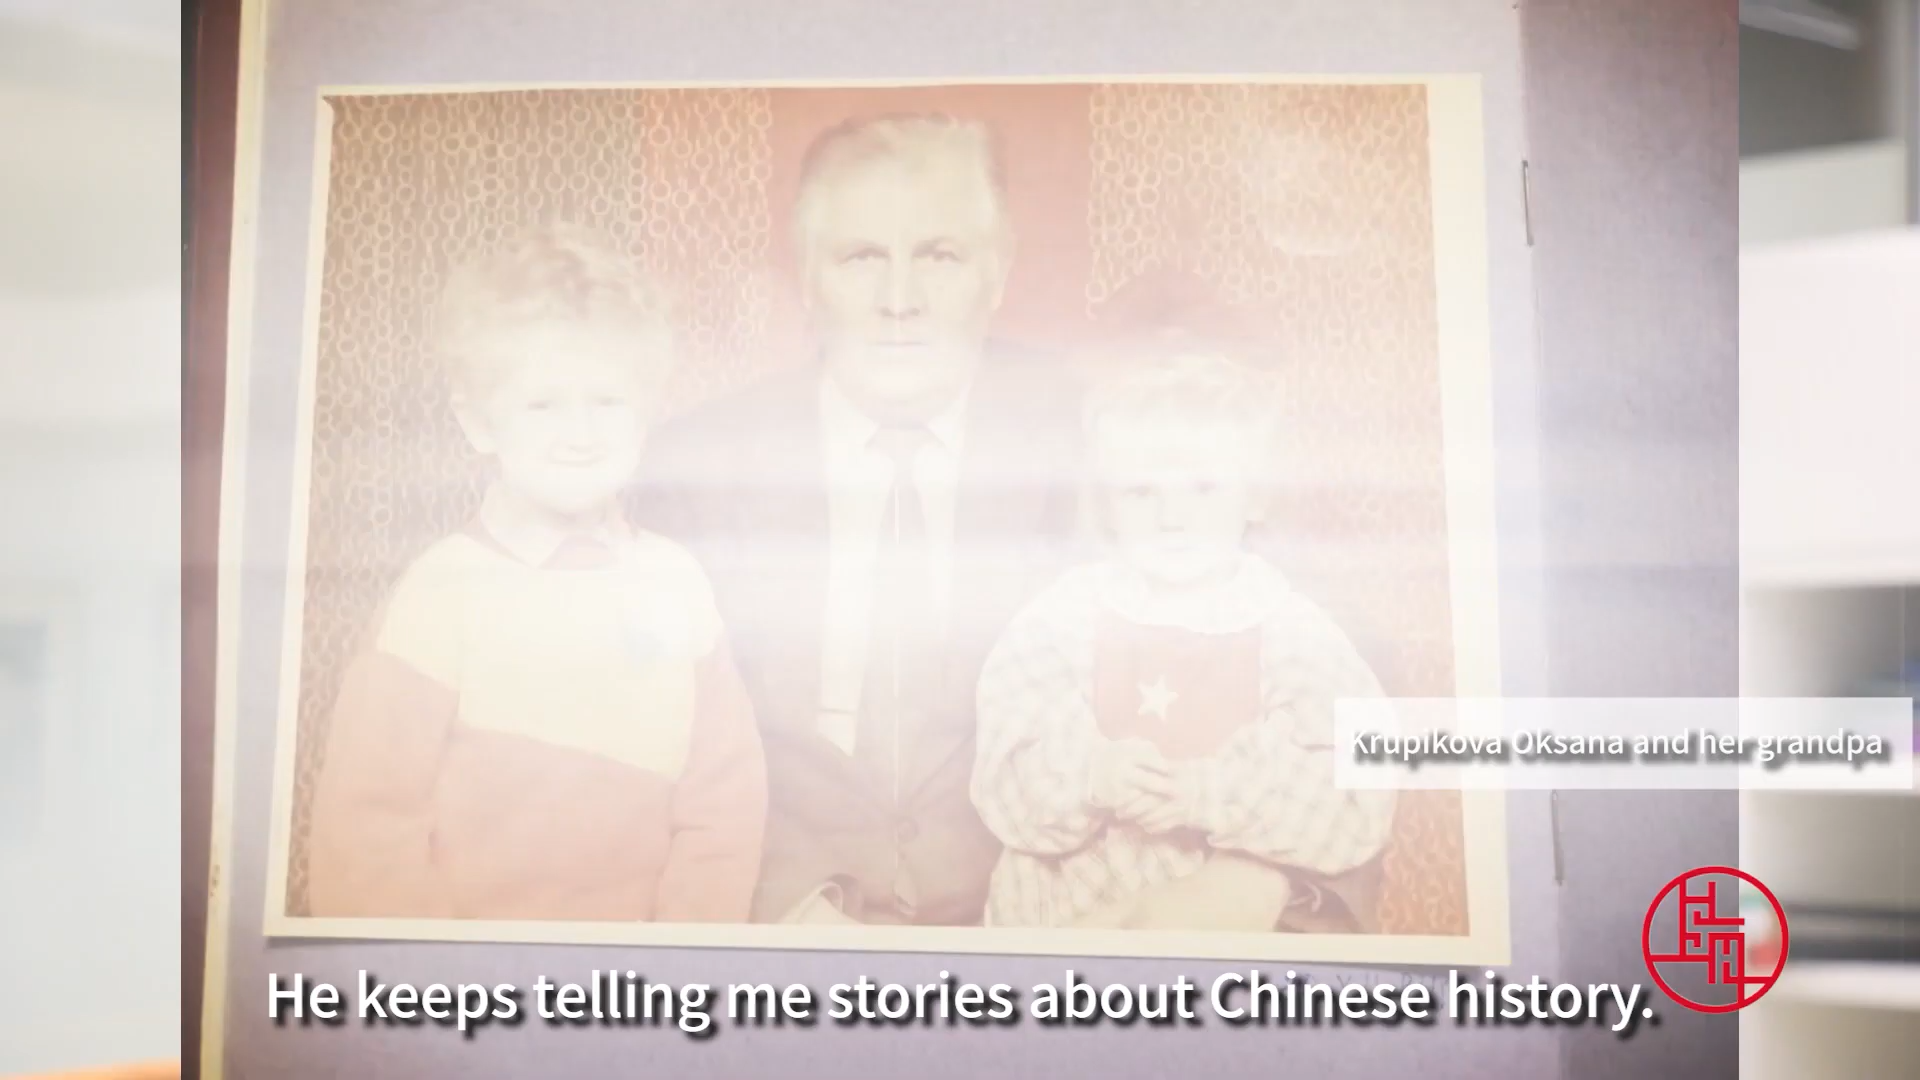 Krupikova Oksana and her grandpa
He keeps telling me stories about Chinese history.